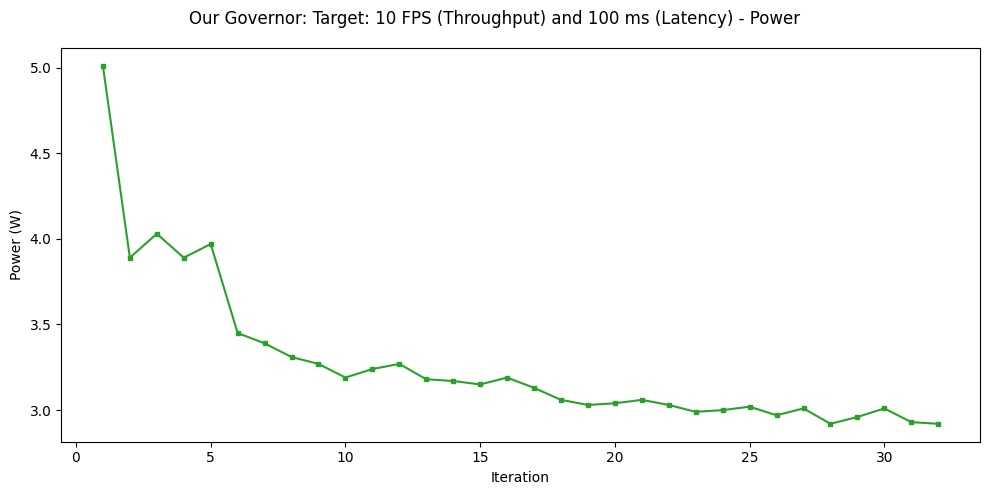 Our Governor: Target: 10 FPS (Throughput) and 100 ms (Latency) - Power
5.0
4.5
4.0
3.5
3.0
Power (W)
0 5 10 15 20 25 30
Iteration